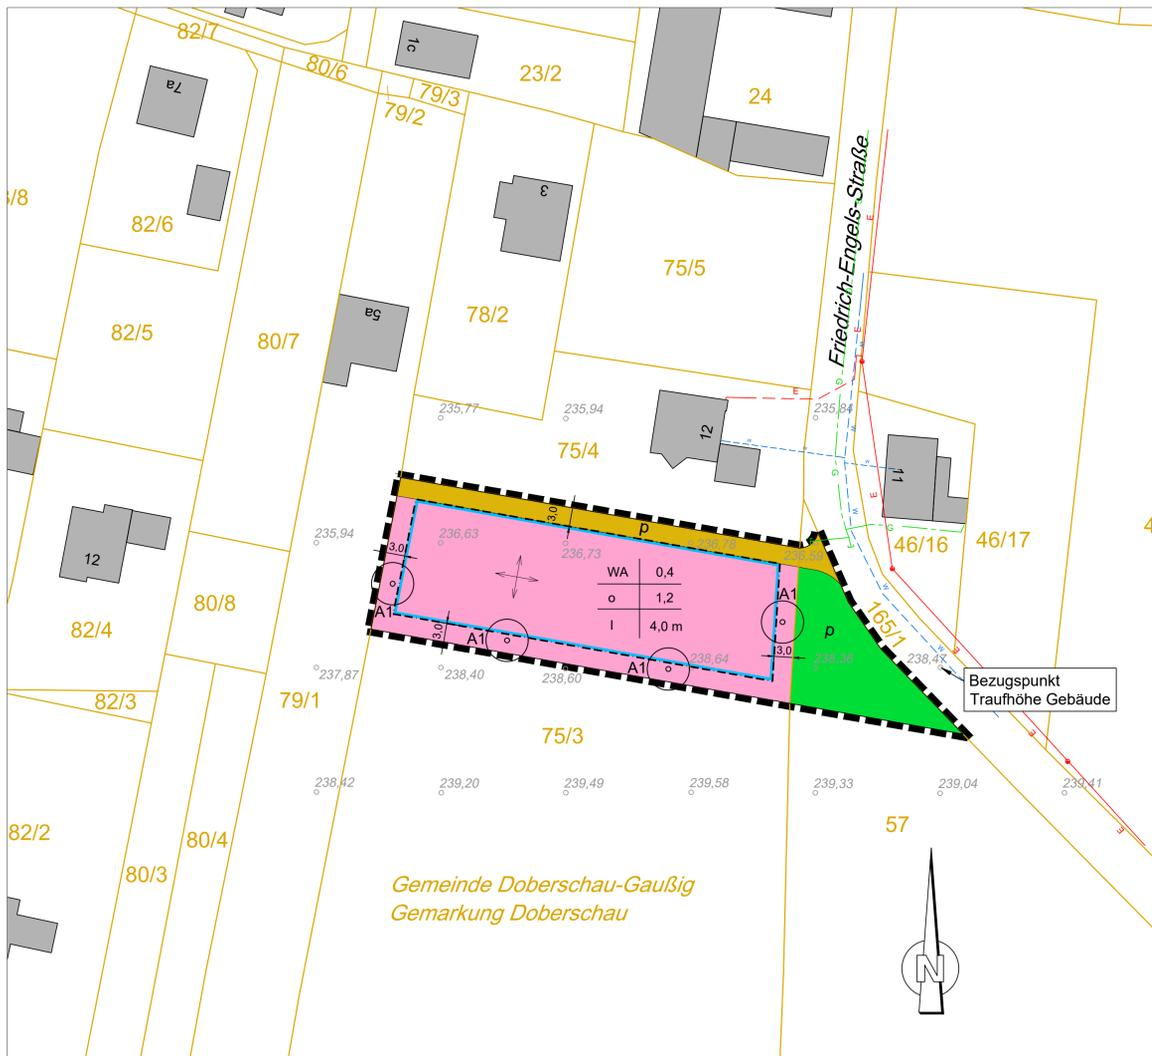 82/7
80/6
1c
79/2
79/3
23/2
24
7a
3/8
82/6
3
75/5
Friedrich-Engels-Straße
82/5
80/7
5a
78/2
235,77
235,94
235,84
75/4
12
11
46/16
46/17
4
235,94
236,63
236,73
236,78
236,59
3,0
p
3,0
12
80/8
82/4
WA 0,4
o 1,2
I 4,0 m
A1
A1
A1
A1
3,0
3,0
p
165/1
237,87
238,40
238,60
238,64
238,36
238,47
Bezugspunkt
Traufhöhe Gebäude
82/3
79/1
75/3
238,42
239,20
239,49
239,58
239,33
239,04
239,41
82/2
80/4
80/3
57
Gemeinde Doberschau-Gaußig
Gemarkung Doberschau
N
E
E
E
E
E
E
E
E
G
G
G
W
W
W
W